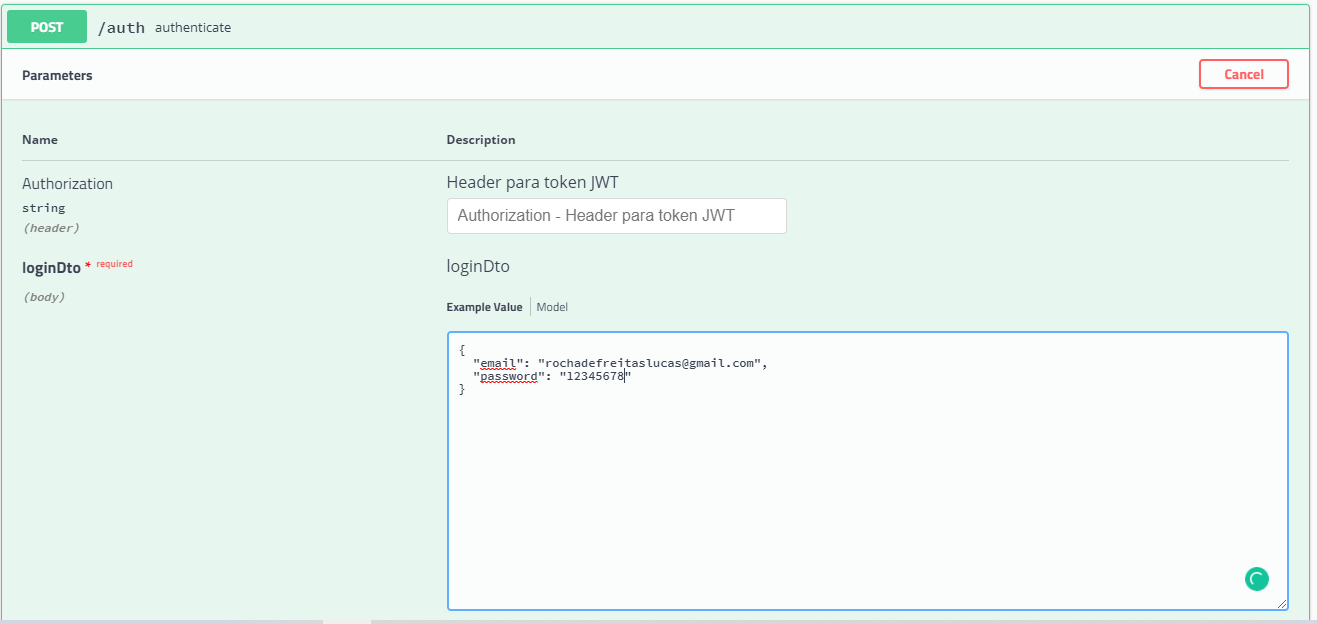 POST /auth authenticate
Parameters
Cancel
Name Description
Authorization
string
(header)
Header para token JWT
Authorization - Header para token JWT
loginDto * required
(body)
loginDto
Example Value Model
{
"email": "rochadefreitaslucas@gmail.com",
"password": "12345678"
}